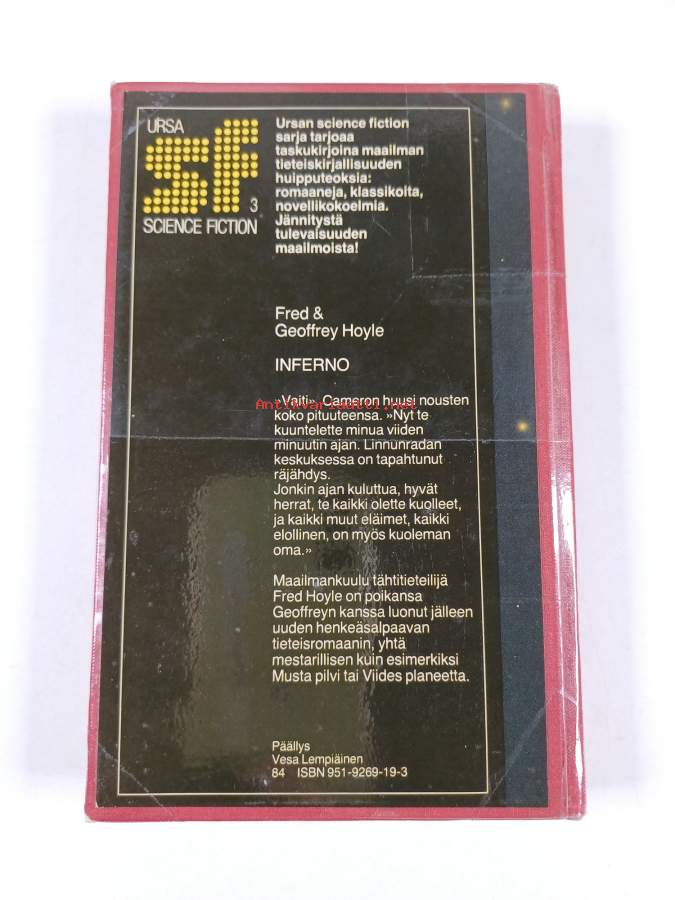 URSA
sf
3
SCIENCE FICTION
Ursan science fiction
sarja tarjoaa
taskukirjoina maailman
tieteiskirjallisuuden
huipputeoksia:
romaaneja, klassikoita,
novellikokoelmia.
Jännitystä
tulevaisuuden
maailmoista!
Fred &
Geoffrey Hoyle
INFERNO
»Vaiti», Cameron huusi nousten
Antikvariaatti.net
koko pituuteensa. »Nyt te
kuuntelette minua viiden
minuutin ajan. Linnunradan
keskuksessa on tapahtunut
räjähdys.
Jonkin ajan kuluttua, hyvät
herrat, te kaikki olette kuolleet,
ja kaikki muut eläimet, kaikki
elollinen, on myös kuoleman
oma.»
Maailmankuulu tähtitieteilijä
Fred Hoyle on poikansa
Geoffreyn kanssa luonut jälleen
uuden henkeäsalpaavan
tieteisromaanin, yhtä
mestarillisen kuin esimerkiksi
Musta pilvi tai Viides planeetta.
Päällys
Vesa Lempiäinen
84 ISBN 951-9269-19-3